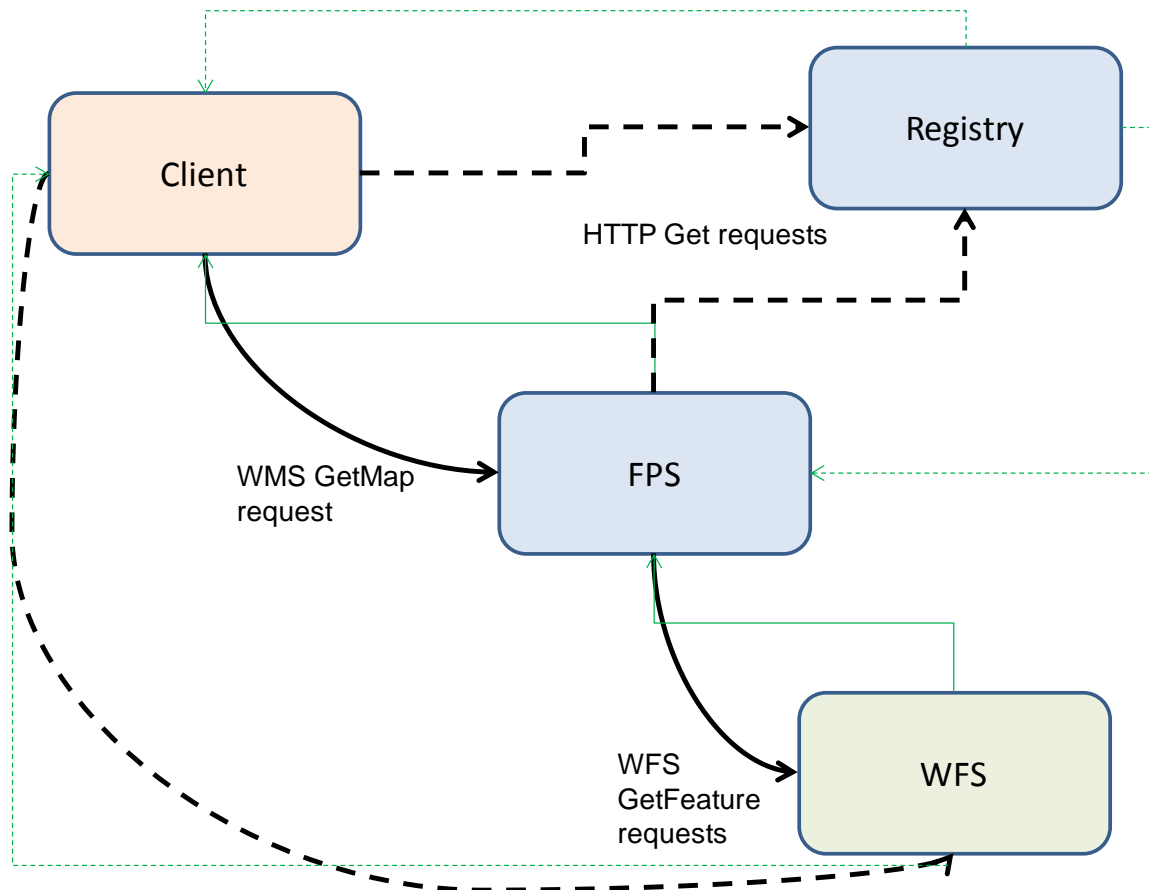 Registry
Client
HTTP Get requests
WMS GetMap
request
FPS
WFS
GetFeature
requests
WFS